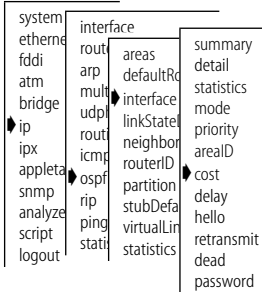 system
etherne
fddi
atm
bridge
ip
ipx
appleta
snmp
analyze
script
logout
interface
route
arp
mult
udph
routi
icmp
ospf
rip
ping
statis
areas
defaultRo
interface
linkStateD
neighbor
routerID
partition
stubDefa
virtualLin
statistics
summary
detail
statistics
mode
priority
areaID
cost
delay
hello
retransmit
dead
password